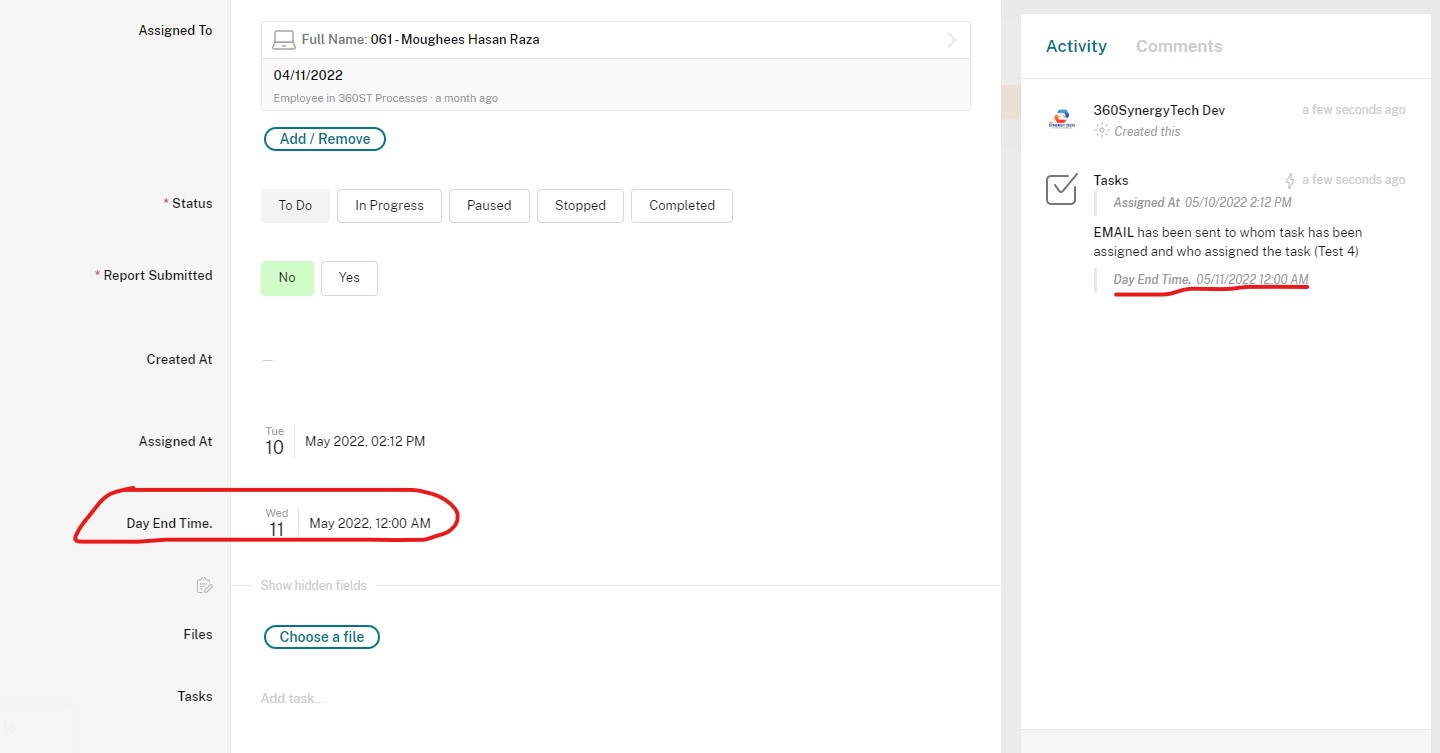 Assigned To
Full Name: 061 - Moughees Hasan Raza
04/11/2022
Employee in 360ST Processes · a month ago
Add / Remove
* Status
To Do
In Progress
Paused
Stopped
Completed
* Report Submitted
No
Yes
Created At
—
Assigned At
Tue
10
May 2022, 02:12 PM
Day End Time.
Wed
11
May 2022, 12:00 AM
Show hidden fields
Files
Choose a file
Tasks
Add task...
Activity
Comments
360SynergyTech Dev
a few seconds ago
Created this
Tasks
a few seconds ago
Assigned At 05/10/2022 2:12 PM
EMAIL has been sent to whom task has been
assigned and who assigned the task (Test 4)
Day End Time. 05/11/2022 12:00 AM